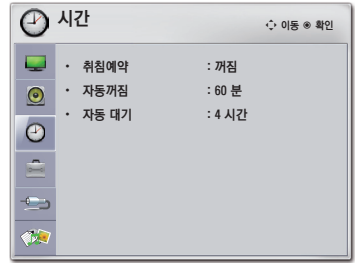 시간
이동 확인
취침예약 : 꺼짐
자동꺼짐 : 60 분
자동 대기 : 4 시간